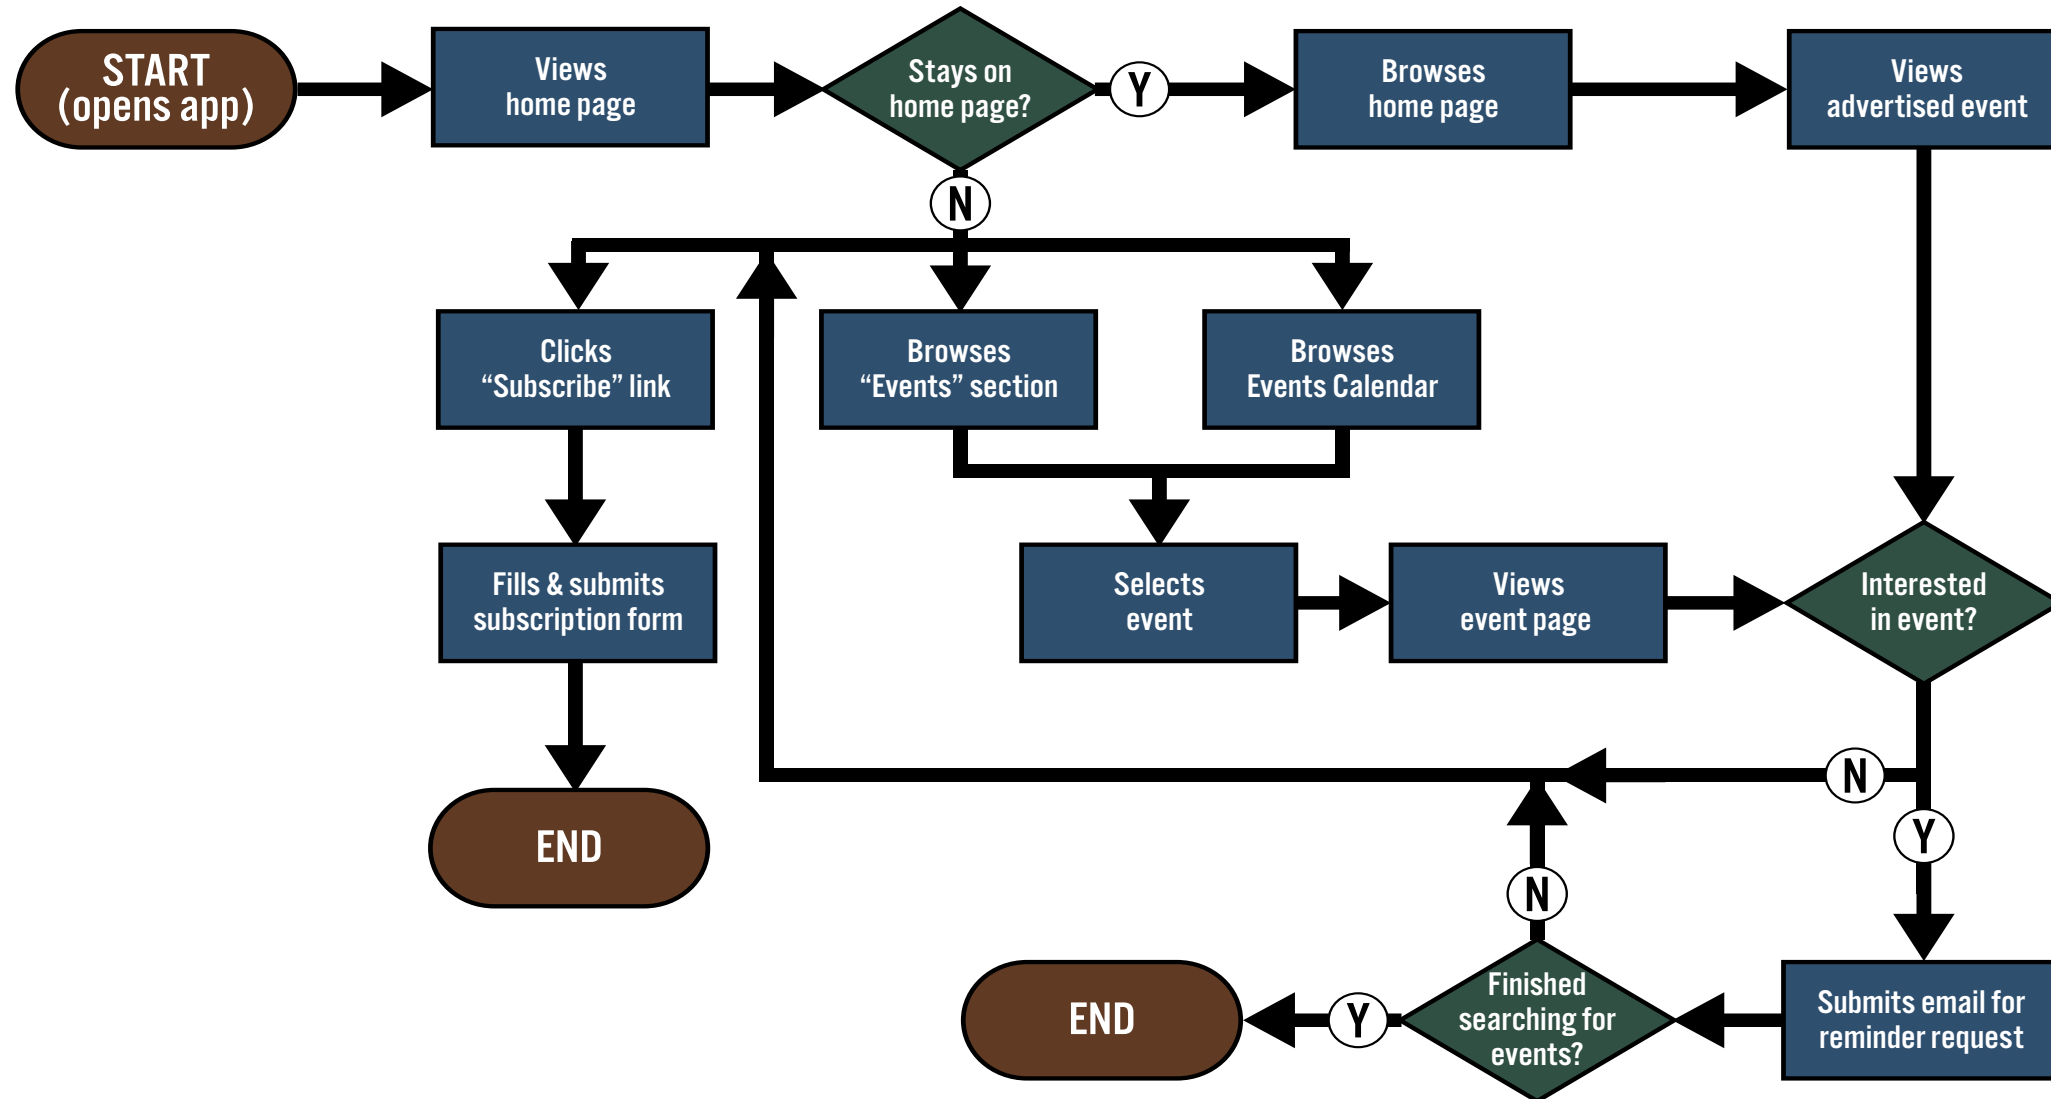 START
(opens app)
Views
home page
Stays on
home page?
Y
Browses
home page
Views
advertised event
N
Clicks
“Subscribe” link
Browses
“Events” section
Browses
Events Calendar
Fills & submits
subscription form
Selects
event
Views
event page
Interested
in event?
N
Y
END
N
END
Y
Finished
searching for
events?
Submits email for
reminder request